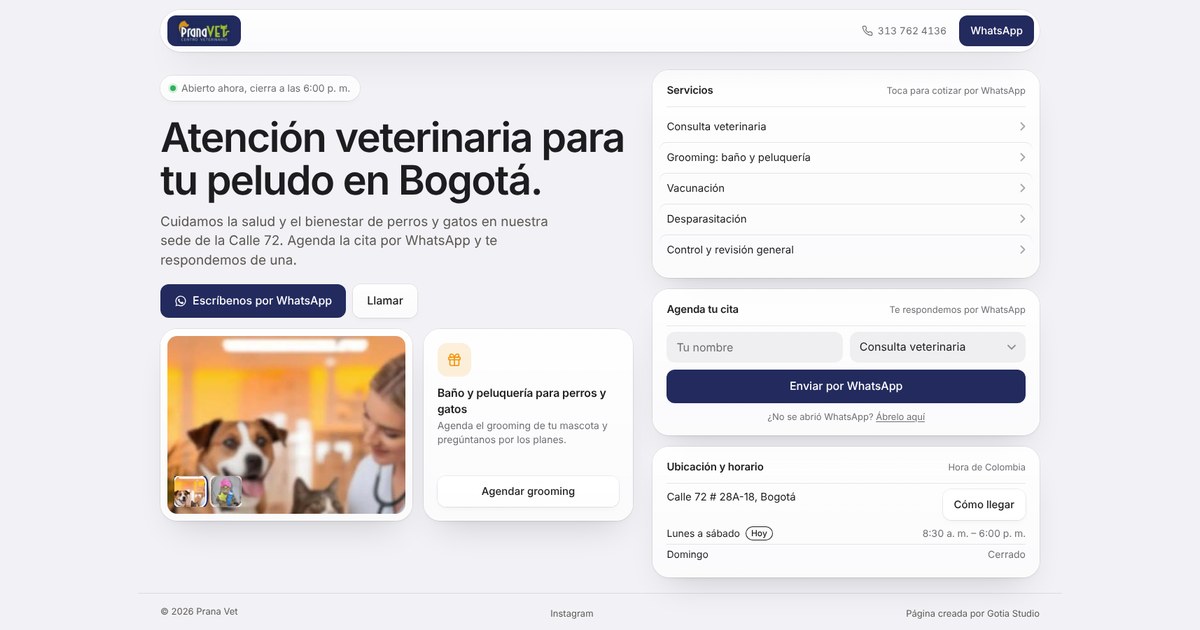 PranaVET
CENTRO VETERINARIO
313 762 4136
WhatsApp
Abierto ahora, cierra a las 6:00 p. m.
Atención veterinaria para
tu peludo en Bogotá.
Cuidamos la salud y el bienestar de perros y gatos en nuestra
sede de la Calle 72. Agenda la cita por WhatsApp y te
respondemos de una.
Escríbenos por WhatsApp
Llamar
Baño y peluquería para perros y
gatos
Agenda el grooming de tu mascota y
pregúntanos por los planes.
Agendar grooming
Servicios
Toca para cotizar por WhatsApp
Consulta veterinaria
Grooming: baño y peluquería
Vacunación
Desparasitación
Control y revisión general
Agenda tu cita
Te respondemos por WhatsApp
Tu nombre
Consulta veterinaria
Enviar por WhatsApp
¿No se abrió WhatsApp? Ábrelo aquí
Ubicación y horario
Hora de Colombia
Calle 72 # 28A-18, Bogotá
Cómo llegar
Lunes a sábado Hoy 8:30 a. m. – 6:00 p. m.
Domingo Cerrado
© 2026 Prana Vet
Instagram
Página creada por Gotia Studio